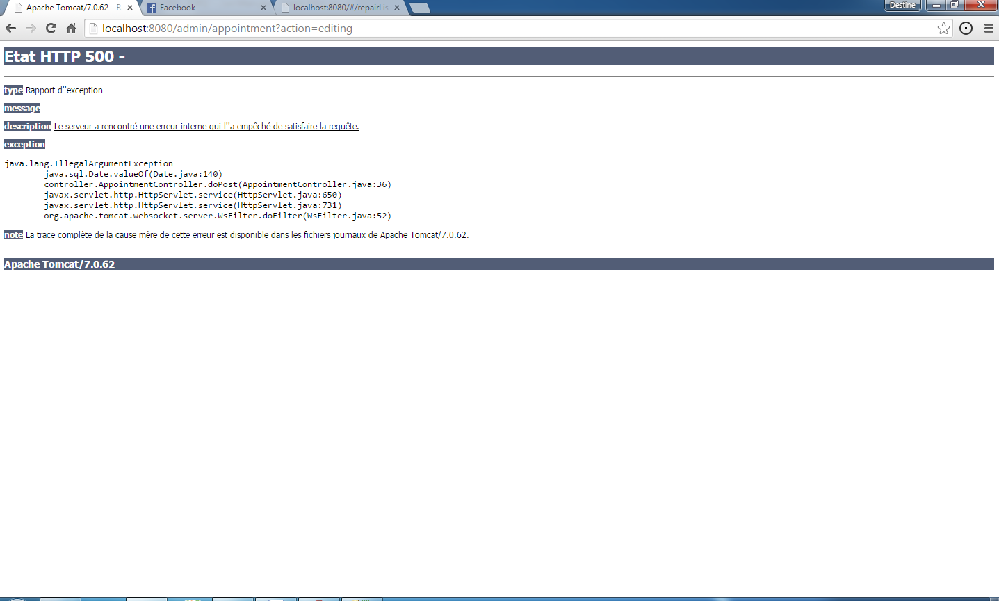 Apache Tomcat/7.0.62 - R
Facebook
localhost:8080/#/repairLis
Destine
localhost:8080/admin/appointment?action=editing
Etat HTTP 500 -
type Rapport d''exception
message
description Le serveur a rencontré une erreur interne qui l''a empêché de satisfaire la requête.
exception
java.lang.IllegalArgumentException
java.sql.Date.valueOf(Date.java:140)
controller.AppointmentController.doPost(AppointmentController.java:36)
javax.servlet.http.HttpServlet.service(HttpServlet.java:650)
javax.servlet.http.HttpServlet.service(HttpServlet.java:731)
org.apache.tomcat.websocket.server.WsFilter.doFilter(WsFilter.java:52)
note La trace complète de la cause mère de cette erreur est disponible dans les fichiers journaux de Apache Tomcat/7.0.62.
Apache Tomcat/7.0.62